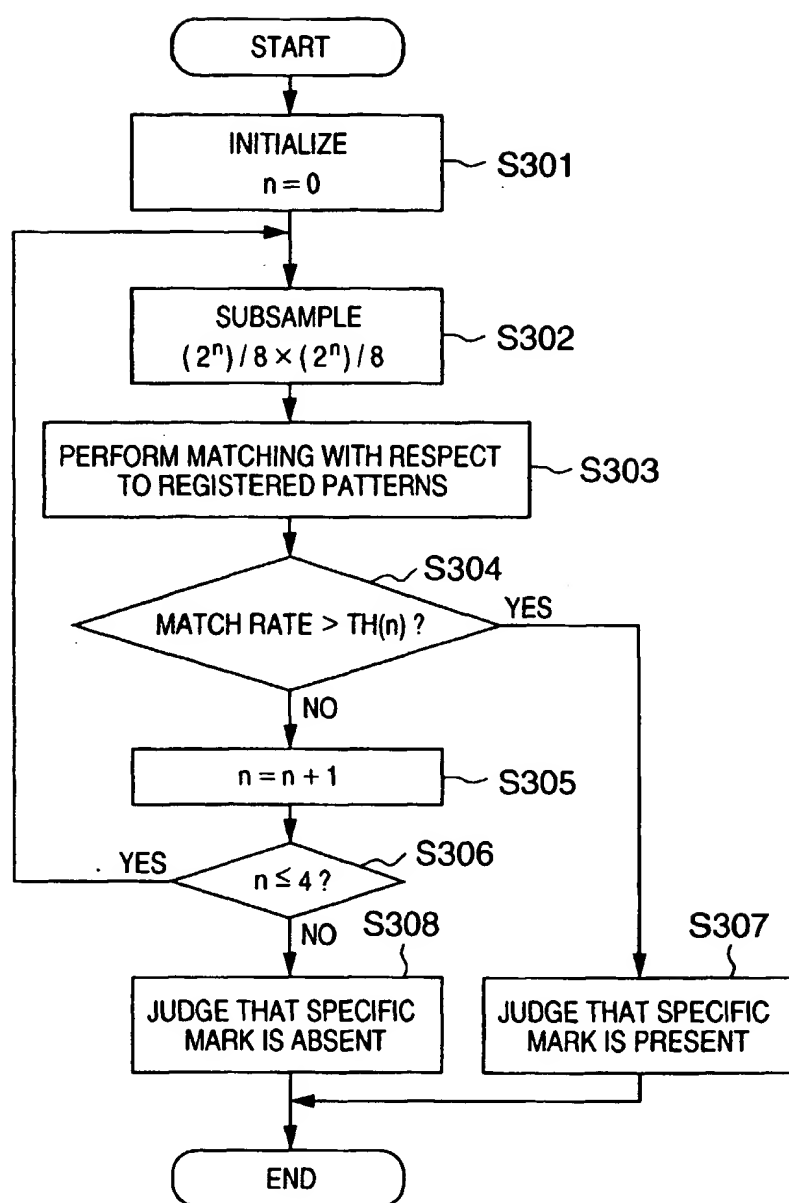 START
INITIALIZE
n = 0
S301
SUBSAMPLE
(2ⁿ) / 8 × (2ⁿ) / 8
S302
PERFORM MATCHING WITH RESPECT
TO REGISTERED PATTERNS
S303
S304
MATCH RATE > TH(n) ?
YES
NO
n = n + 1
S305
S306
YES
n ≤ 4 ?
NO
S308
S307
JUDGE THAT SPECIFIC
MARK IS ABSENT
JUDGE THAT SPECIFIC
MARK IS PRESENT
END